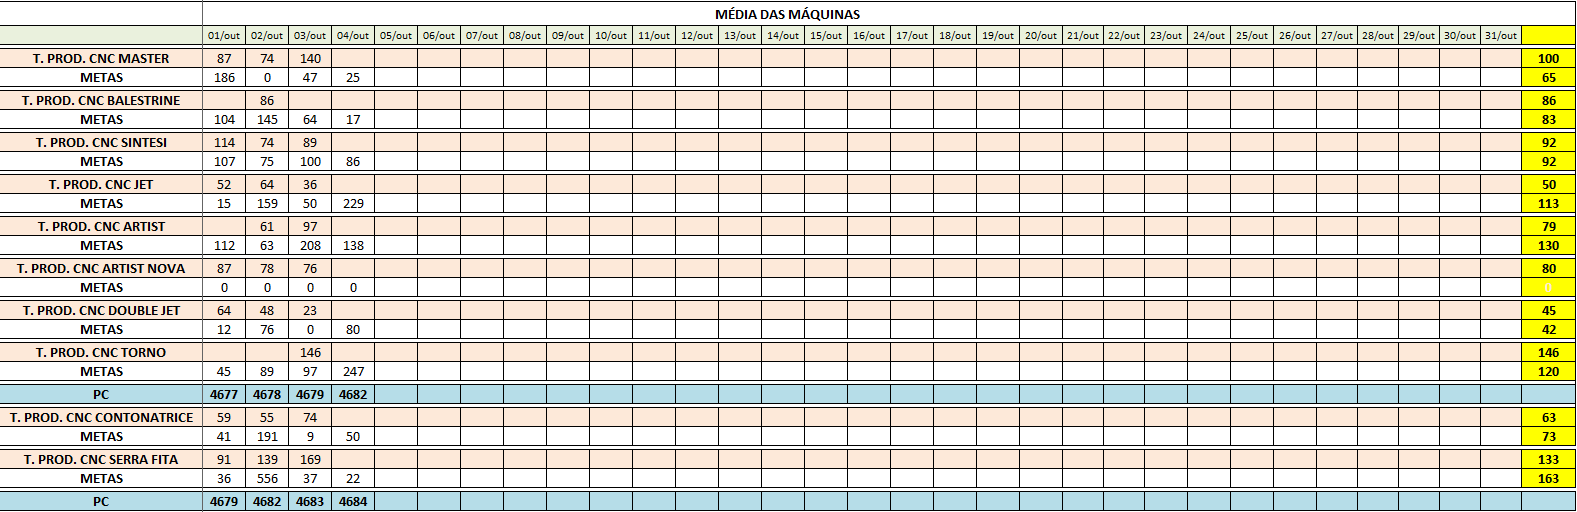 MÉDIA DAS MÁQUINAS
01/out 02/out 03/out 04/out 05/out 06/out 07/out 08/out 09/out 10/out 11/out 12/out 13/out 14/out 15/out 16/out 17/out 18/out 19/out 20/out 21/out 22/out 23/out 24/out 25/out 26/out 27/out 28/out 29/out 30/out 31/out
T. PROD. CNC MASTER 87 74 140 100
METAS 186 0 47 25 65
T. PROD. CNC BALESTRINE 86 86
METAS 104 145 64 17 83
T. PROD. CNC SINTESI 114 74 89 92
METAS 107 75 100 86 92
T. PROD. CNC JET 52 64 36 50
METAS 15 159 50 229 113
T. PROD. CNC ARTIST 61 97 79
METAS 112 63 208 138 130
T. PROD. CNC ARTIST NOVA 87 78 76 80
METAS 0 0 0 0 0
T. PROD. CNC DOUBLE JET 64 48 23 45
METAS 12 76 0 80 42
T. PROD. CNC TORNO 146 146
METAS 45 89 97 247 120
PC 4677 4678 4679 4682
T. PROD. CNC CONTONATRICE 59 55 74 63
METAS 41 191 9 50 73
T. PROD. CNC SERRA FITA 91 139 169 133
METAS 36 556 37 22 163
PC 4679 4682 4683 4684